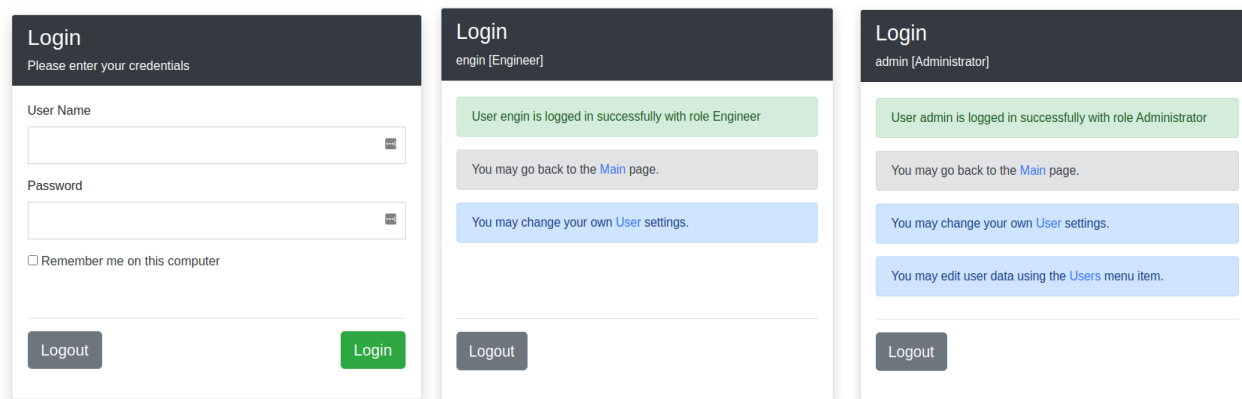 Login
Please enter your credentials
User Name
Password
Remember me on this computer
Logout
Login
Login
engin [Engineer]
User engin is logged in successfully with role Engineer
You may go back to the Main page.
You may change your own User settings.
Logout
Login
admin [Administrator]
User admin is logged in successfully with role Administrator
You may go back to the Main page.
You may change your own User settings.
You may edit user data using the Users menu item.
Logout